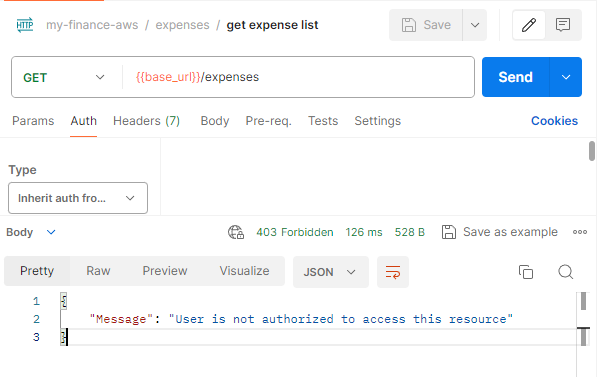 HTTP my-finance-aws / expenses / get expense list Save
GET {{base_url}}/expenses Send
Params Auth Headers (7) Body Pre-req. Tests Settings Cookies
Type
Inherit auth fro...
Body 403 Forbidden 126 ms 528 B Save as example
Pretty Raw Preview Visualize JSON
1 {
2 "Message": "User is not authorized to access this resource"
3 }